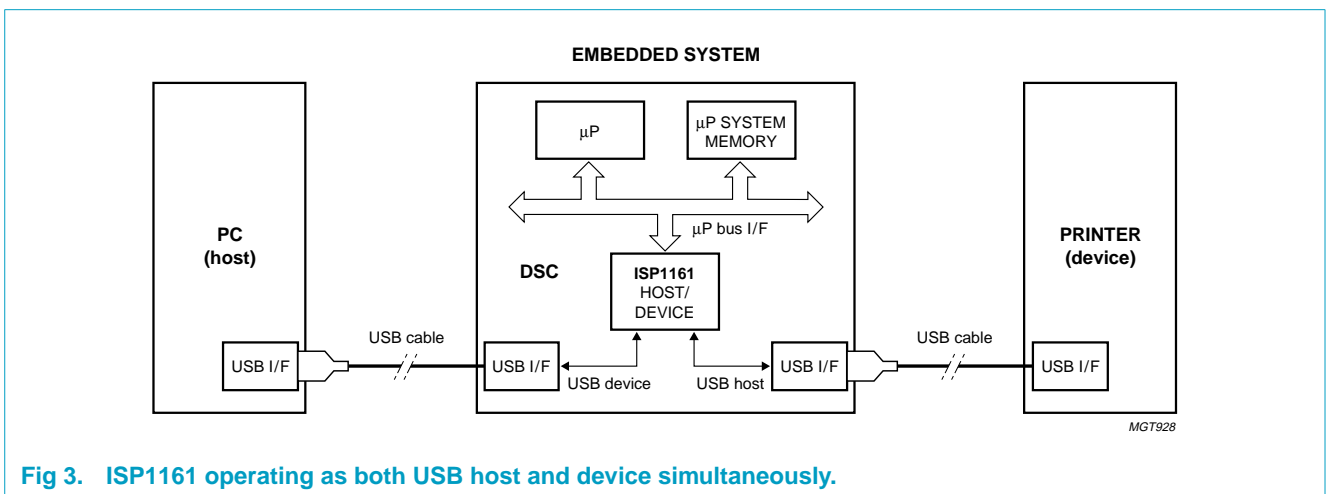 EMBEDDED SYSTEM
PC
(host)
USB I/F
USB cable
μP
μP SYSTEM
MEMORY
μP bus I/F
DSC
ISP1161
HOST/
DEVICE
USB I/F
USB device
USB host
USB I/F
USB cable
PRINTER
(device)
USB I/F
MGT928
Fig 3. ISP1161 operating as both USB host and device simultaneously.